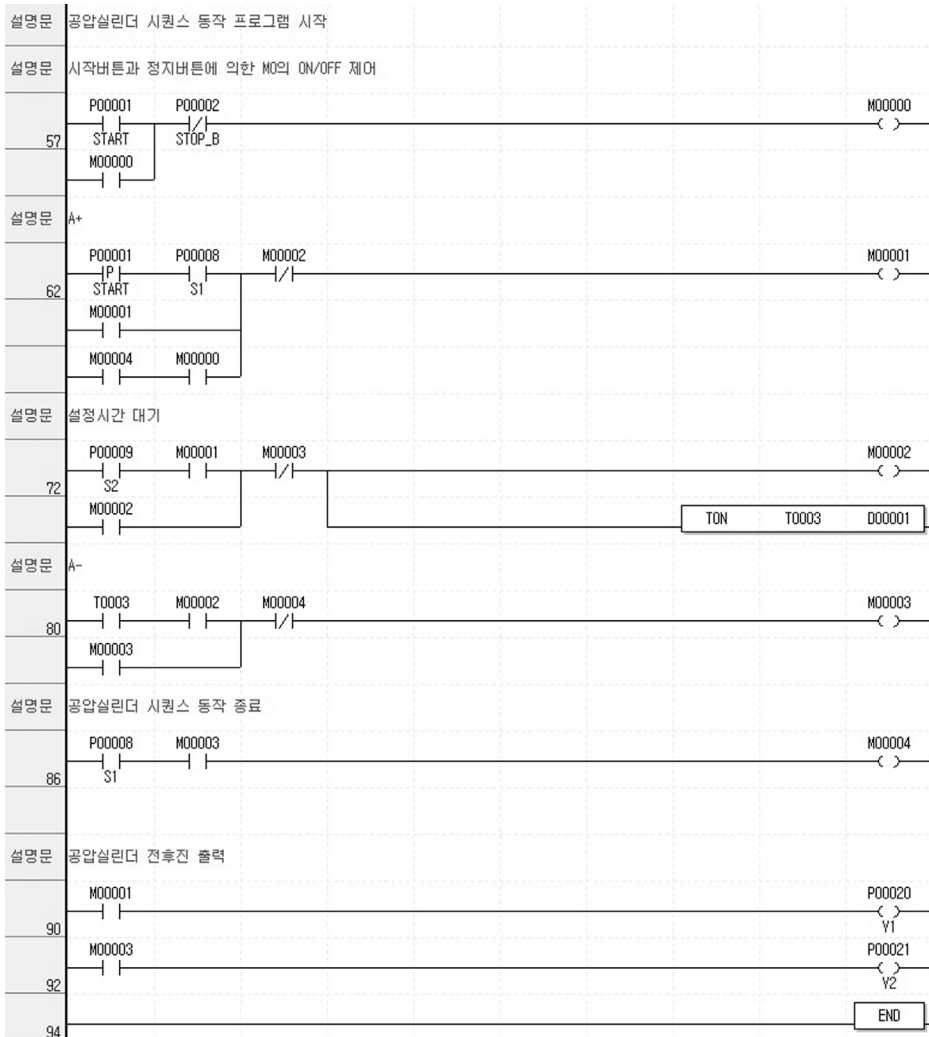 설명문 공압실린더 시퀀스 동작 프로그램 시작
설명문 시작버튼과 정지버튼에 의한 M0의 ON/OFF 제어
P00001 P00002 M00000
57 START STOP_B
M00000
설명문 A+
P00001 P00008 M00002 M00001
P
62 START S1
M00001
M00004 M00000
설명문 설정시간 대기
P00009 M00001 M00003 M00002
72 S2
M00002
TON T0003 D00001
설명문 A-
T0003 M00002 M00004 M00003
80
M00003
설명문 공압실린더 시퀀스 동작 종료
P00008 M00003 M00004
86 S1
설명문 공압실린더 전후진 출력
M00001 P00020
90 Y1
M00003 P00021
92 Y2
94 END